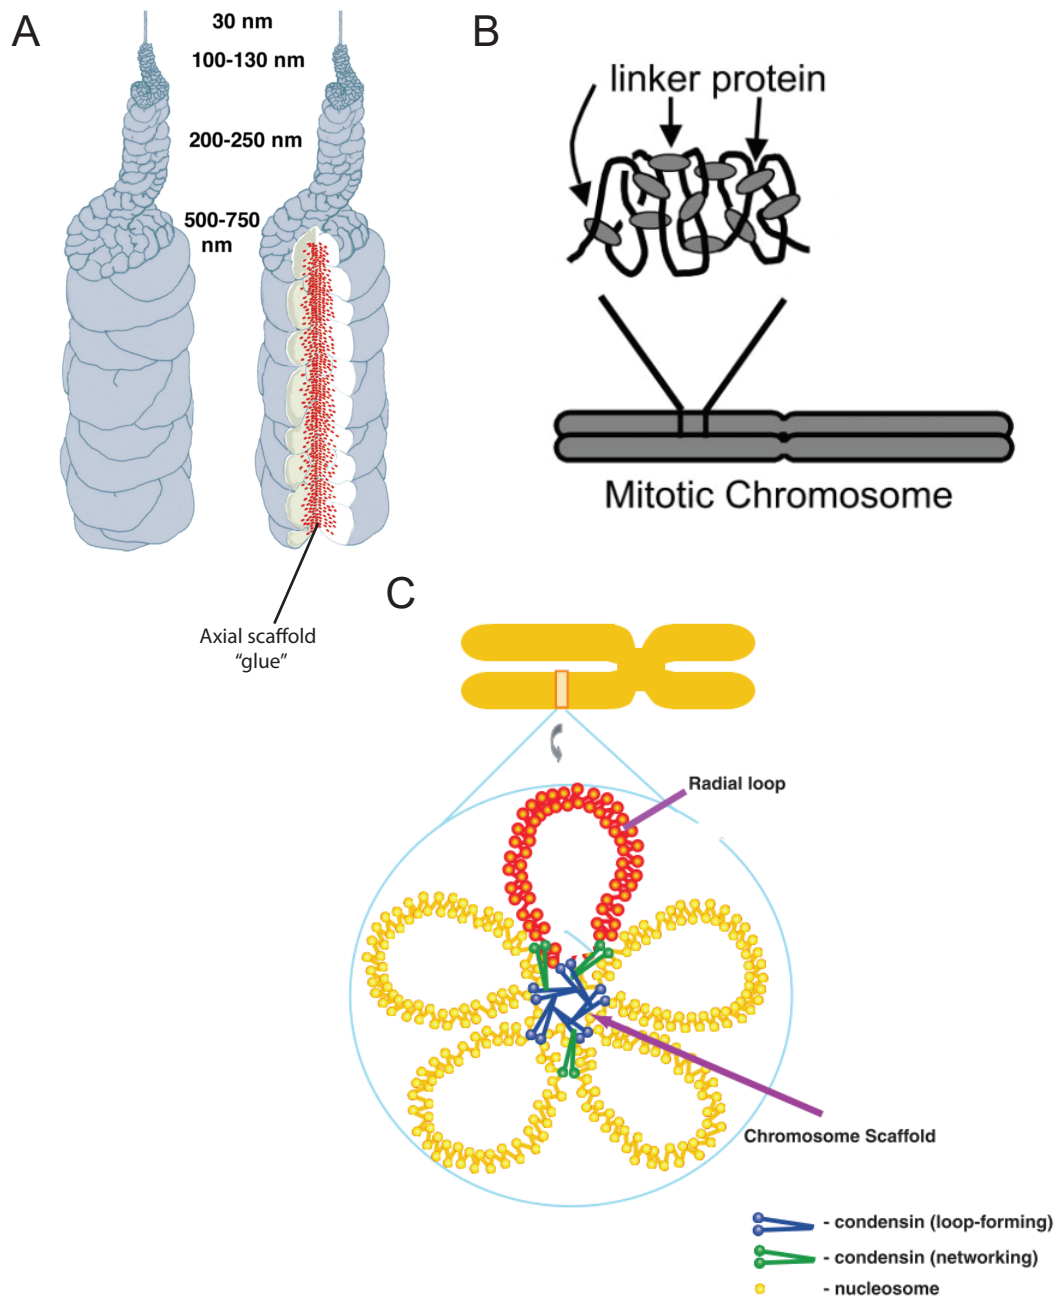 A
30 nm
100-130 nm
200-250 nm
500-750
nm
Axial scaffold
“glue”
B
linker protein
Mitotic Chromosome
C
Radial loop
Chromosome Scaffold
- condensin (loop-forming)
- condensin (networking)
- nucleosome